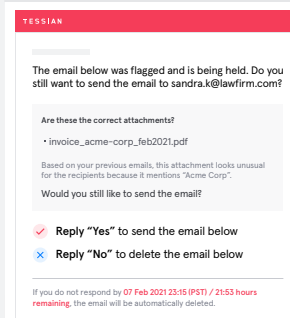 TESSIAN
The email below was flagged and is being held. Do you
still want to send the email to sandra.k@lawfirm.com?
Are these the correct attachments?
• invoice_acme-corp_feb2021.pdf
Based on your previous emails, this attachment looks unusual
for the recipients because it mentions “Acme Corp”.
Would you still like to send the email?
Reply “Yes” to send the email below
Reply “No” to delete the email below
If you do not respond by 07 Feb 2021 23:15 (PST) / 21:53 hours
remaining, the email will be automatically deleted.